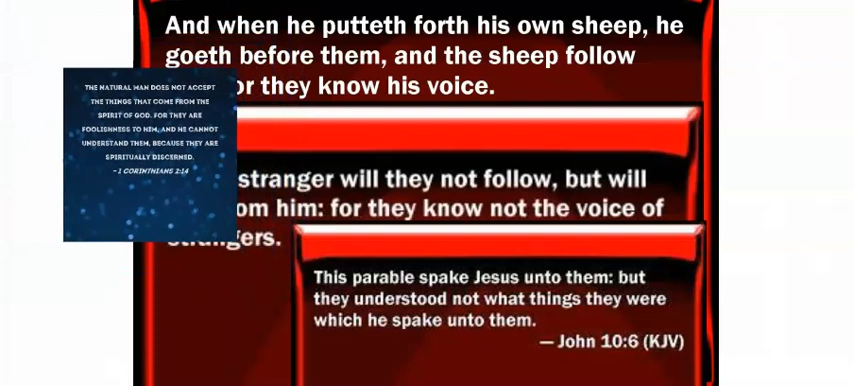 And when he putteth forth his own sheep, he
goeth before them, and the sheep follow
or they know his voice.
THE NATURAL MAN DOES NOT ACCEPT
THE THINGS THAT COME FROM THE
SPIRIT OF GOD. FOR THEY ARE
FOOLISHNESS TO HIM, AND HE CANNOT
UNDERSTAND THEM, BECAUSE THEY ARE
SPIRITUALLY DISCERNED.
- 1 CORINTHIANS 2:14
stranger will they not follow, but will
om him: for they know not the voice of
strangers.
This parable spake Jesus unto them: but
they understood not what things they were
which he spake unto them.
— John 10:6 (KJV)